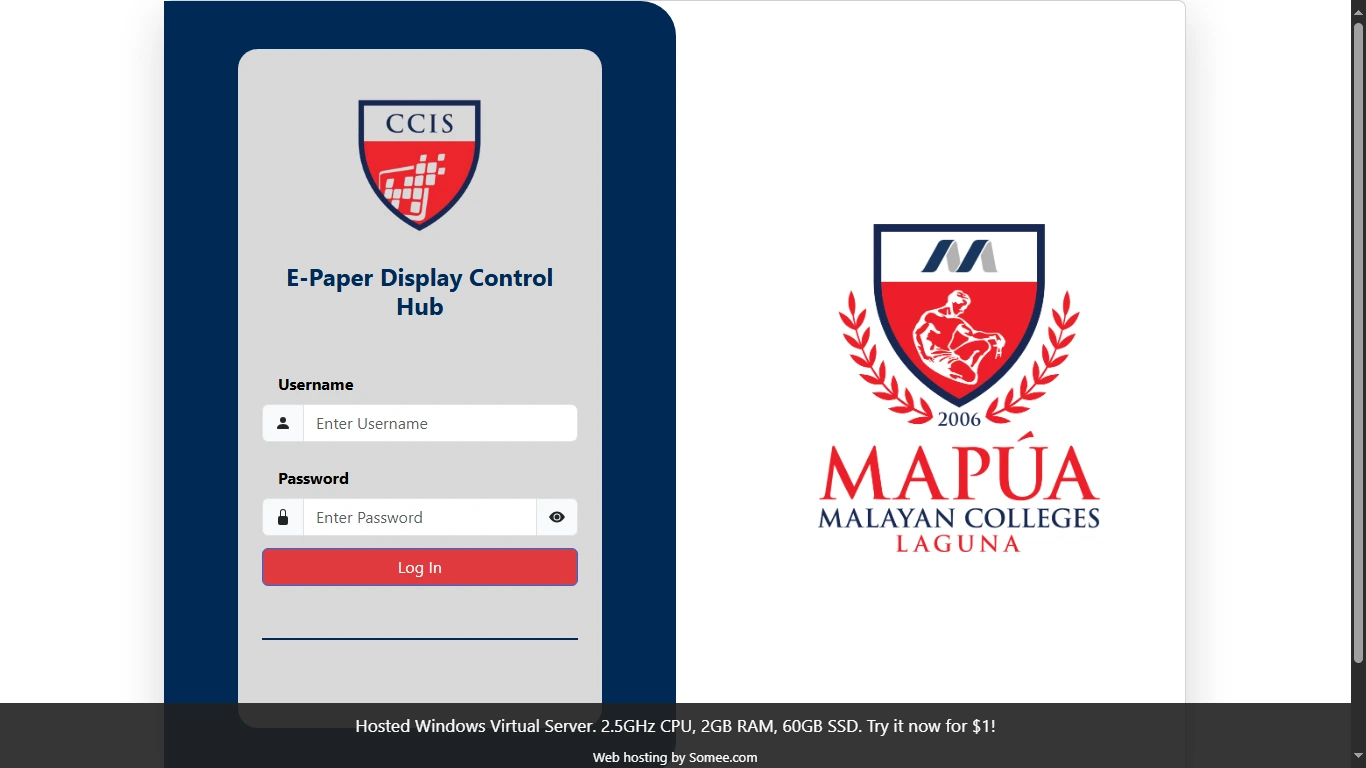 CCIS
E-Paper Display Control
Hub
Username
Enter Username
Password
Enter Password
Log In
2006
MAPÚA
MALAYAN COLLEGES
LAGUNA
Hosted Windows Virtual Server. 2.5GHz CPU, 2GB RAM, 60GB SSD. Try it now for $1!
Web hosting by Somee.com